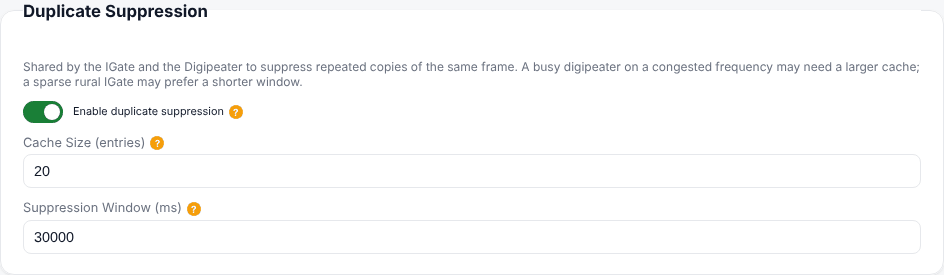 Duplicate Suppression
Shared by the IGate and the Digipeater to suppress repeated copies of the same frame. A busy digipeater on a congested frequency may need a larger cache;
a sparse rural IGate may prefer a shorter window.
Enable duplicate suppression ?
Cache Size (entries) ?
20
Suppression Window (ms) ?
30000